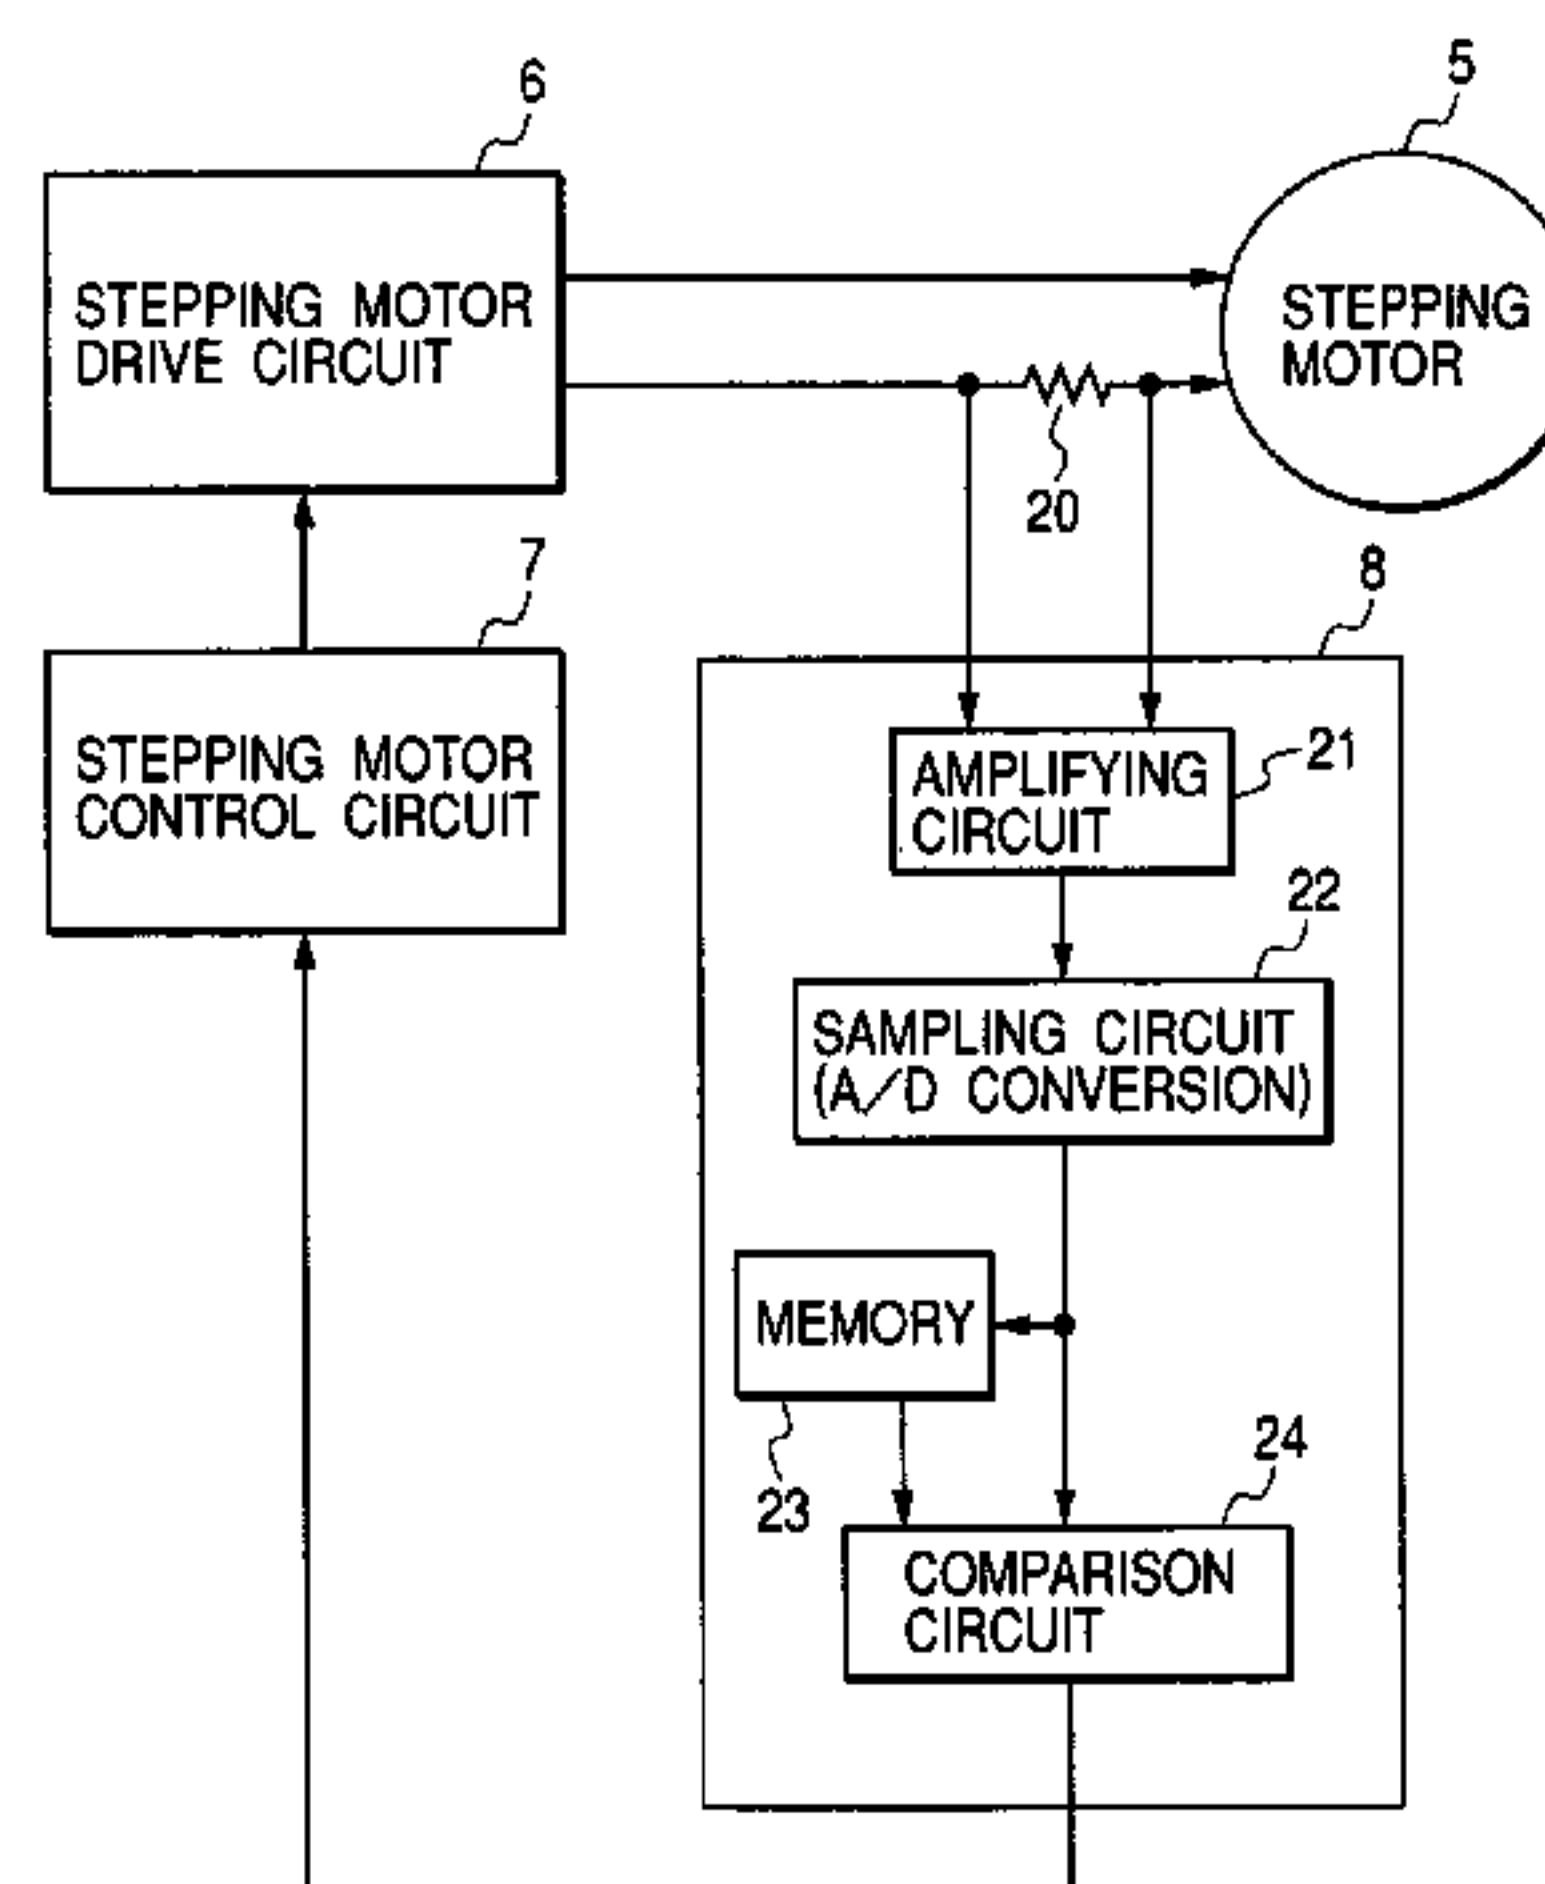 6
5
STEPPING MOTOR
DRIVE CIRCUIT
STEPPING
MOTOR
20
7
8
STEPPING MOTOR
CONTROL CIRCUIT
AMPLIFYING
CIRCUIT
21
22
SAMPLING CIRCUIT
(A/D CONVERSION)
MEMORY
23
24
COMPARISON
CIRCUIT